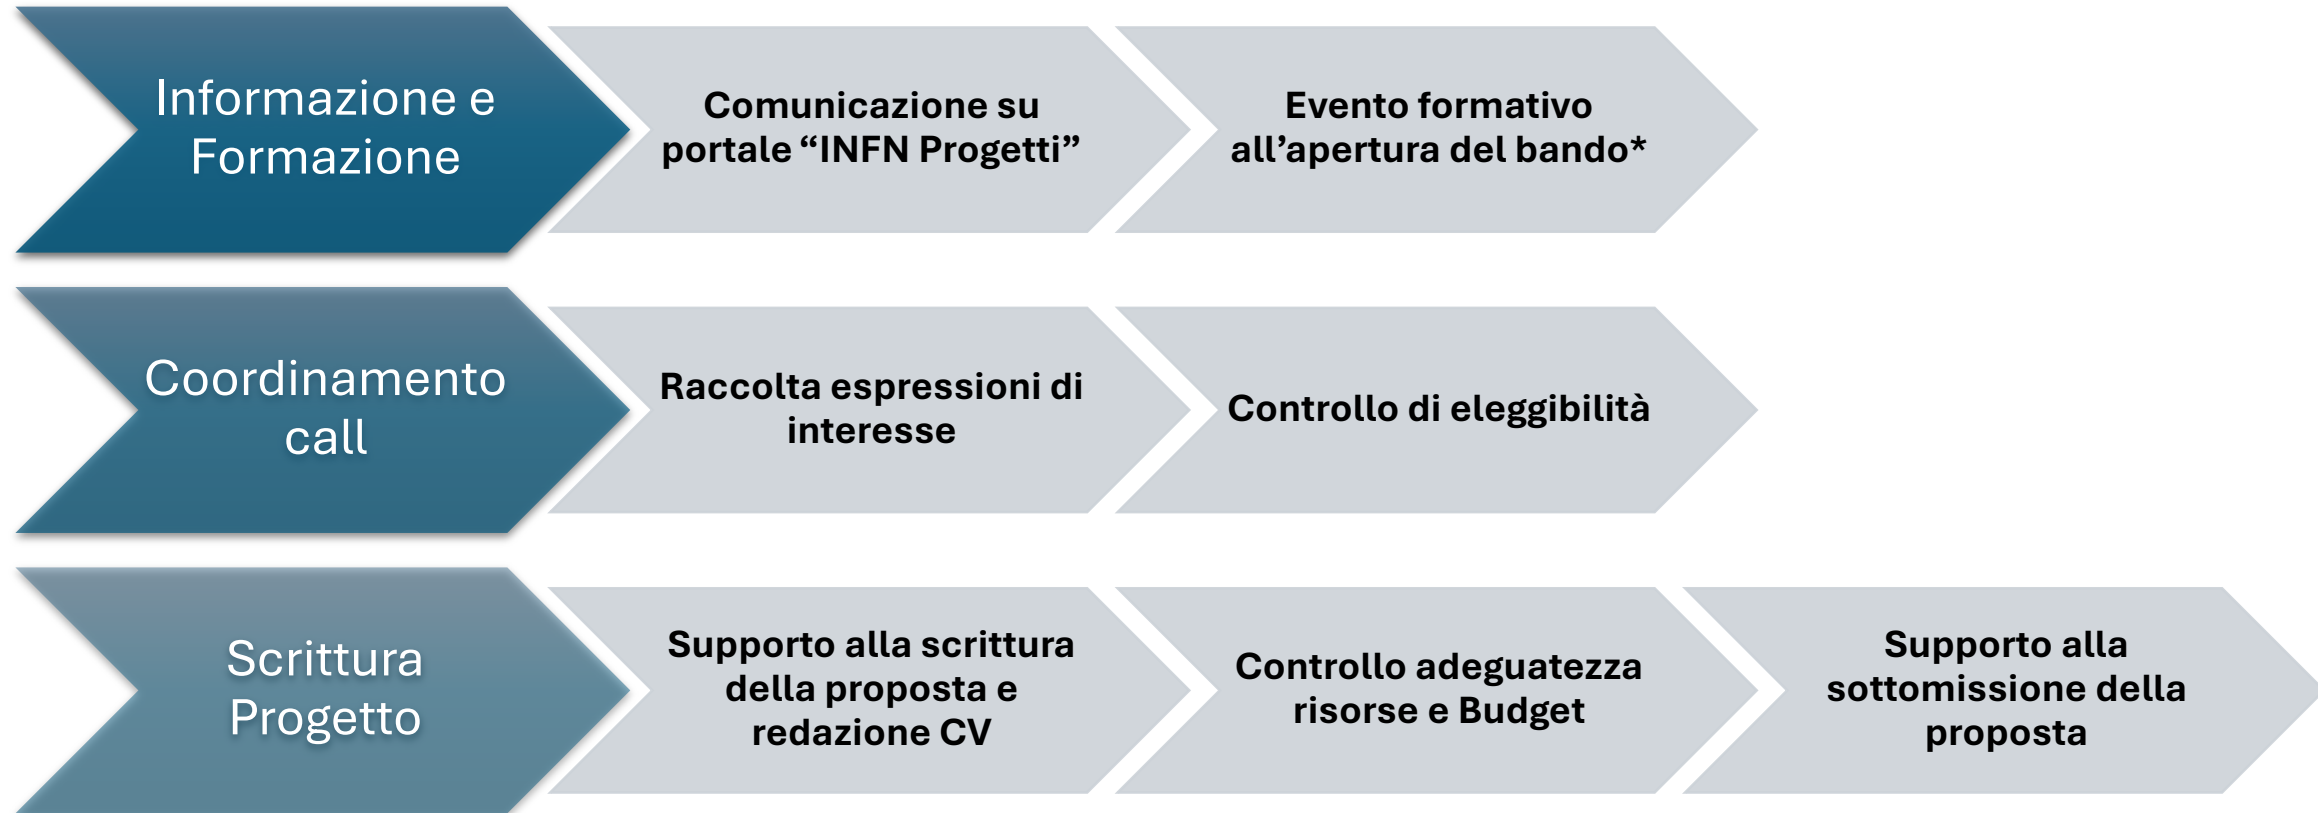 Informazione e
Formazione
Comunicazione su
portale “INFN Progetti”
Evento formativo
all’apertura del bando*
Coordinamento
call
Raccolta espressioni di
interesse
Controllo di eleggibilità
Scrittura
Progetto
Supporto alla scrittura
della proposta e
redazione CV
Controllo adeguatezza
risorse e Budget
Supporto alla
sottomissione della
proposta